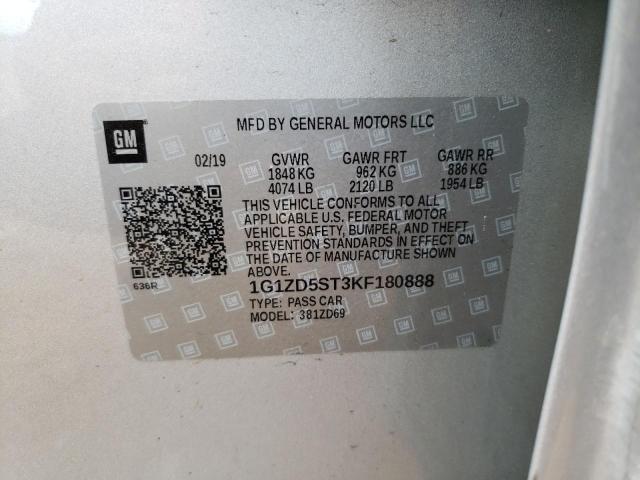 GM
MFD BY GENERAL MOTORS LLC
02/19 GVWR GAWR FRT GAWR RR
1848 KG 962 KG 886 KG
4074 LB 2120 LB 1954 LB
THIS VEHICLE CONFORMS TO ALL
APPLICABLE U.S. FEDERAL MOTOR
VEHICLE SAFETY, BUMPER, AND THEFT
PREVENTION STANDARDS IN EFFECT ON
THE DATE OF MANUFACTURE SHOWN
ABOVE.
636R
1G1ZD5ST3KF180888
TYPE: PASS CAR
MODEL: 381ZD69